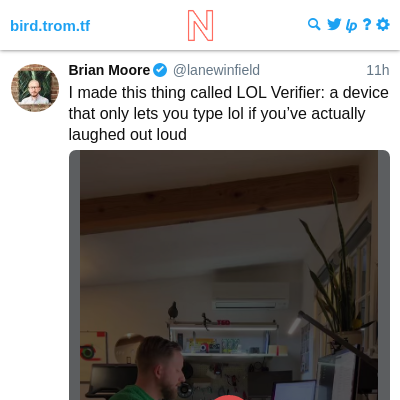 bird.trom.tf
N
lp ?
Brian Moore @lanewinfield 11h
I made this thing called LOL Verifier: a device
that only lets you type lol if you’ve actually
laughed out loud